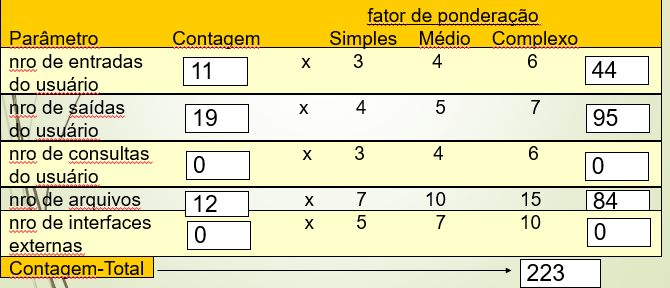 fator de ponderação
Parâmetro Contagem Simples Médio Complexo
nro de entradas
do usuário 11 x 3 4 6 44
nro de saídas
do usuário 19 x 4 5 7 95
nro de consultas
do usuário 0 x 3 4 6 0
nro de arquivos 12 x 7 10 15 84
nro de interfaces
externas 0 x 5 7 10 0
Contagem-Total 223